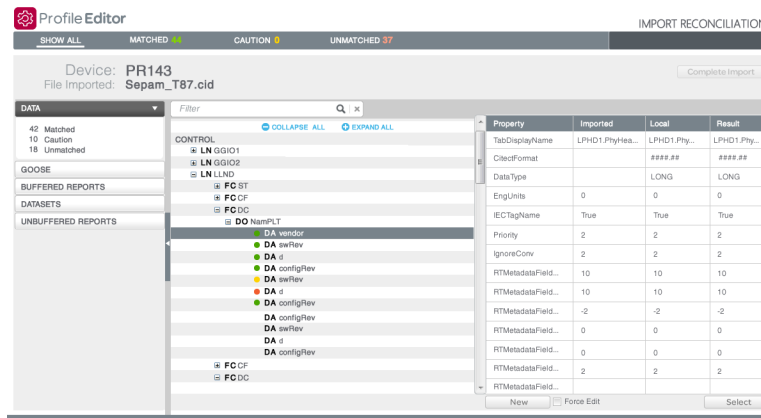 Profile Editor
IMPORT RECONCILIATION
SHOW ALL MATCHED 44 CAUTION 0 UNMATCHED 37
Device: PR143
File Imported: Sepam_T87.cid
Complete Import
DATA
42 Matched
10 Caution
18 Unmatched
GOOSE
BUFFERED REPORTS
DATASETS
UNBUFFERED REPORTS
Filter
COLLAPSE ALL EXPAND ALL
CONTROL
LN GGIO1
LN GGIO2
LN LLND
FC ST
FC CF
FC DC
DO NamPLT
DA vendor
DA swRev
DA d
DA configRev
DA swRev
DA d
DA configRev
DA configRev
DA swRev
DA d
DA configRev
FC CF
FC DC
Property Imported Local Result
TabDisplayName LPHD1.PhyHea... LPHD1.Phy... LPHD1.Phy...
CitectFormat ####.## ####.##
DataType LONG LONG
EngUnits 0 0 0
IECTagName True True True
Priority 2 2 2
IgnoreConv 2 2 2
RTMetadataField... 10 10 10
RTMetadataField... 10 10 10
RTMetadataField... -2 -2 -2
RTMetadataField... 0 0 0
RTMetadataField... 0 0 0
RTMetadataField... 2 2 2
RTMetadataField...
New Force Edit Select